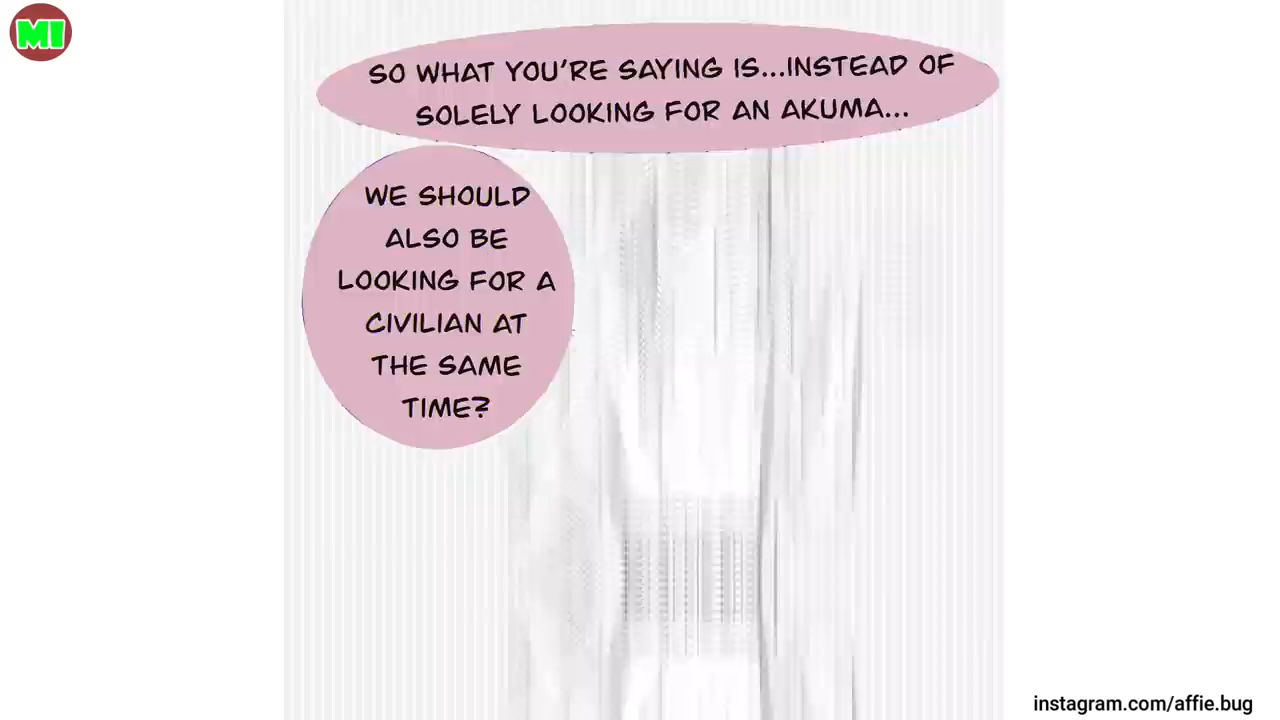 MI
SO WHAT YOU'RE SAYING IS...INSTEAD OF
SOLELY LOOKING FOR AN AKUMA...
WE SHOULD
ALSO BE
LOOKING FOR A
CIVILIAN AT
THE SAME
TIME?
instagram.com/affie.bug